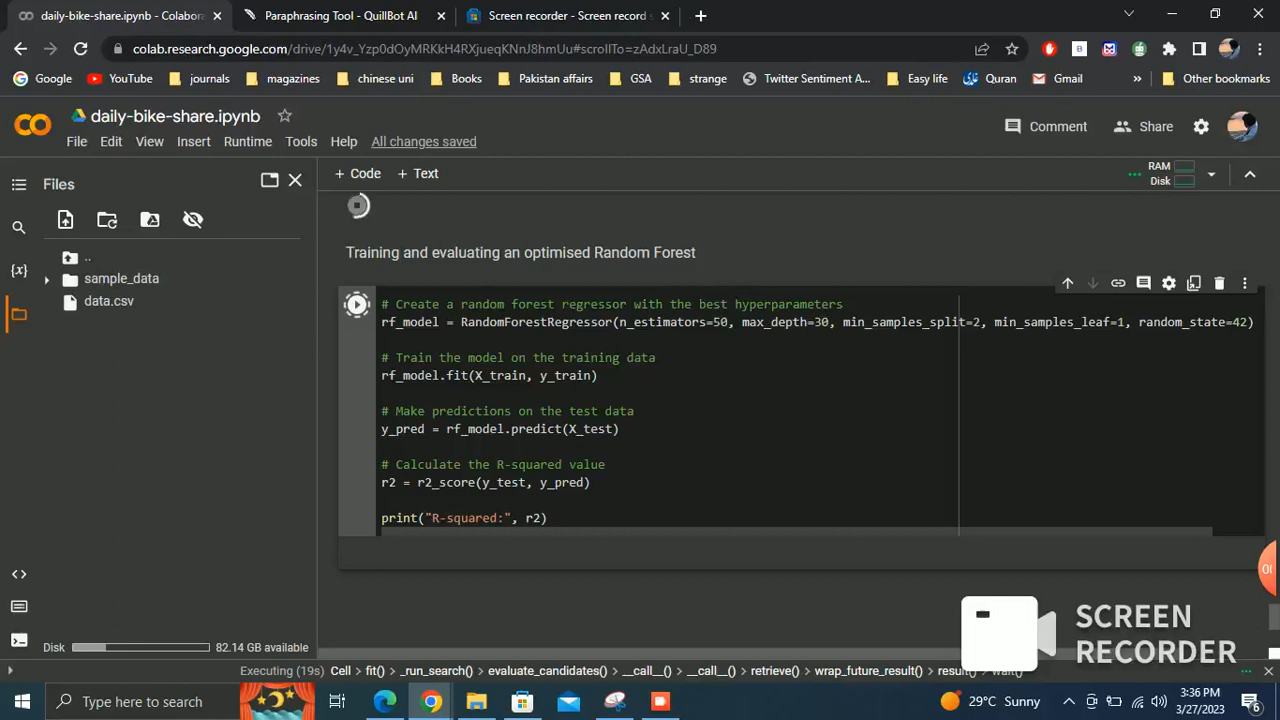 daily-bike-share.ipynb - Colabora
Paraphrasing Tool - QuillBot AI
Screen recorder - Screen record s
colab.research.google.com/drive/1y4v_Yzp0dOyMRKkH4RXjueqKNnJ8hmUu#scrollTo=zAdxLraU_D89
Google
YouTube
journals
magazines
chinese uni
Books
Pakistan affairs
GSA
strange
Twitter Sentiment A...
Easy life
Quran
Gmail
»
Other bookmarks
daily-bike-share.ipynb
File Edit View Insert Runtime Tools Help All changes saved
Comment
Share
Files
+ Code + Text
RAM
Disk
..
sample_data
data.csv
Training and evaluating an optimised Random Forest
# Create a random forest regressor with the best hyperparameters
rf_model = RandomForestRegressor(n_estimators=50, max_depth=30, min_samples_split=2, min_samples_leaf=1, random_state=42)
# Train the model on the training data
rf_model.fit(X_train, y_train)
# Make predictions on the test data
y_pred = rf_model.predict(X_test)
# Calculate the R-squared value
r2 = r2_score(y_test, y_pred)
print("R-squared:", r2)
SCREEN
RECORDER
Disk
82.14 GB available
Executing (19s) Cell > fit() > _run_search() > evaluate_candidates() > __call__() > __call__() > retrieve() > wrap_future_result() > result() > wait()
Type here to search
29°C Sunny
3:36 PM
3/27/2023
6